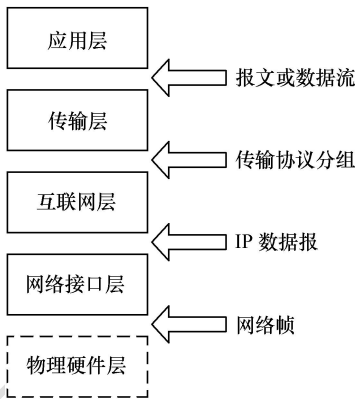 应用层
报文或数据流
传输层
传输协议分组
互联网层
IP 数据报
网络接口层
网络帧
物理硬件层